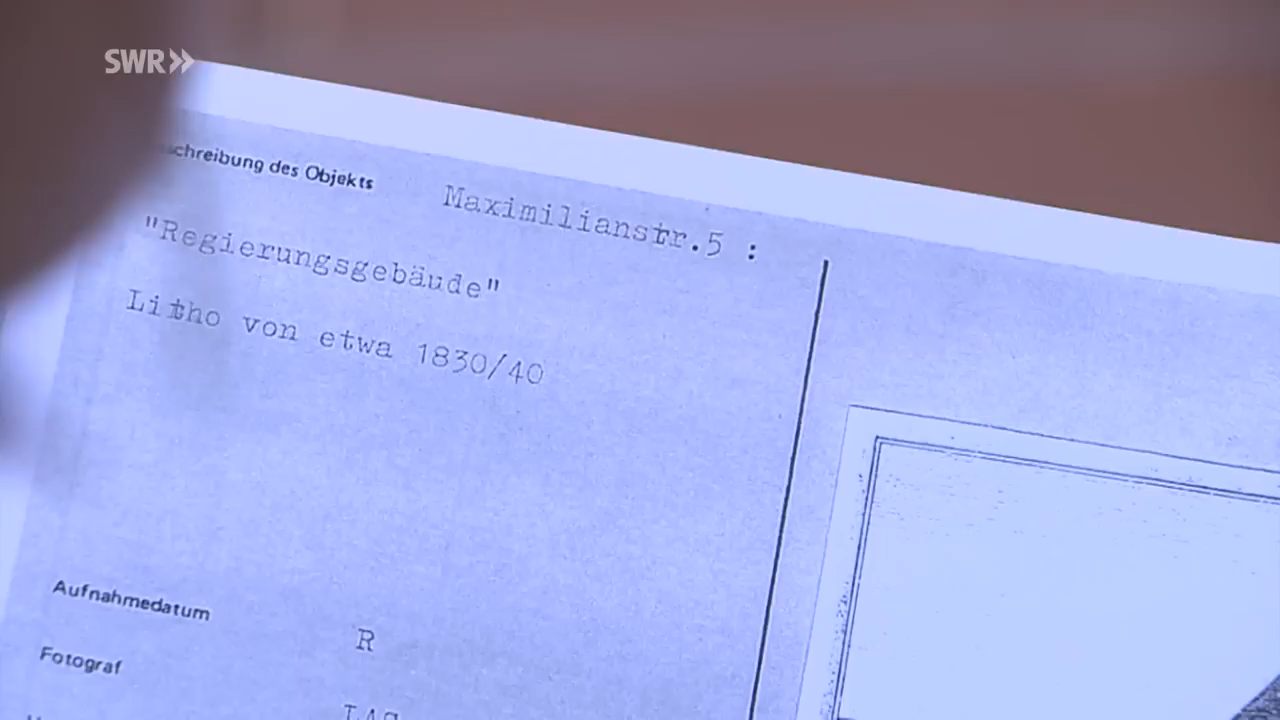 SWR
schreibung des Objekts Maximilianstr.5 :
"Regierungsgebäude"
Litho von etwa 1830/40
Aufnahmedatum R
Fotograf